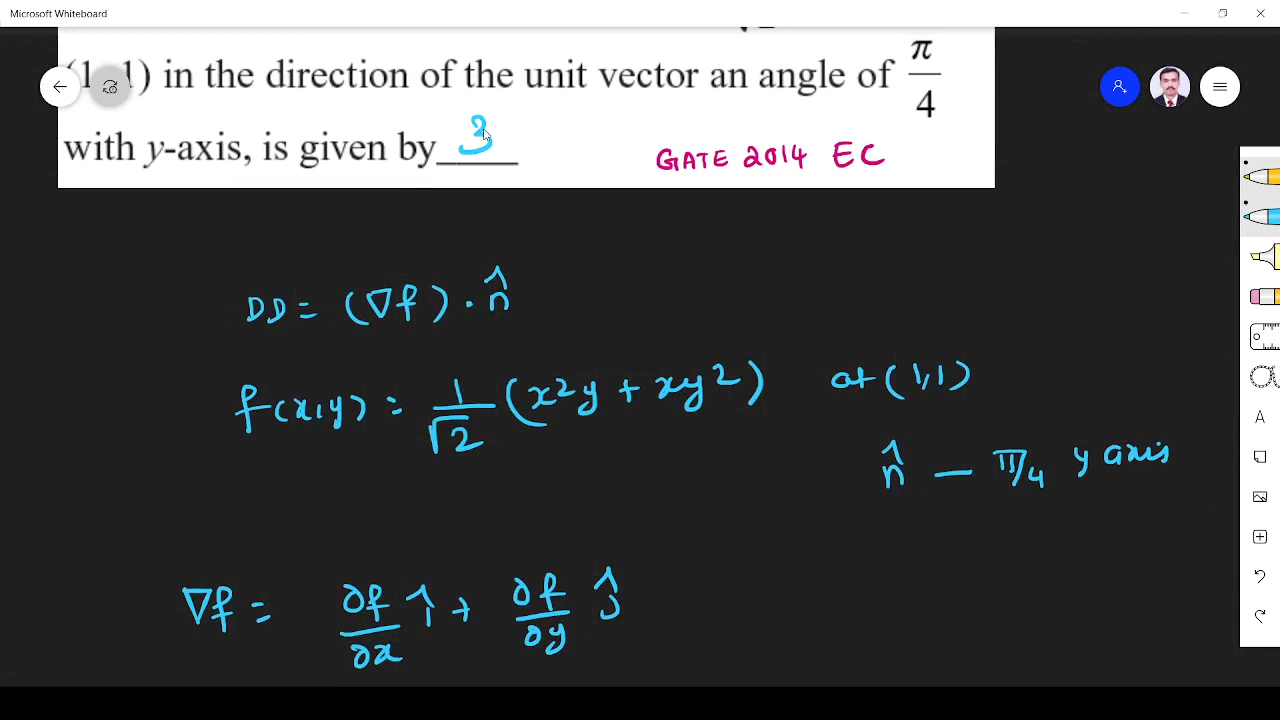 Microsoft Whiteboard
1) in the direction of the unit vector an angle of π/4
with y-axis, is given by 3
GATE 2014 EC
DD = (∇f) · n̂
f(x,y) = 1/√2 (x²y + xy²) at (1,1)
n̂ — π/4 y axis
∇f = ∂f/∂x î + ∂f/∂y ĵ
A